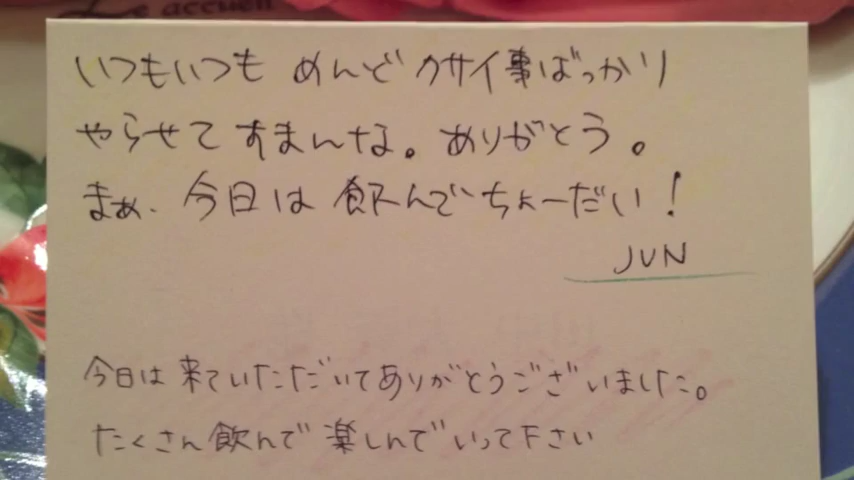 accueil
いつもいつも めんどクサイ事ばっかり
やらせて すまんな。ありがとう。
まぁ、今日は 飲んでいちょーだい!
JUN
今日は来ていただいてありがとうございました。
たくさん飲んで 楽しんでいって下さい